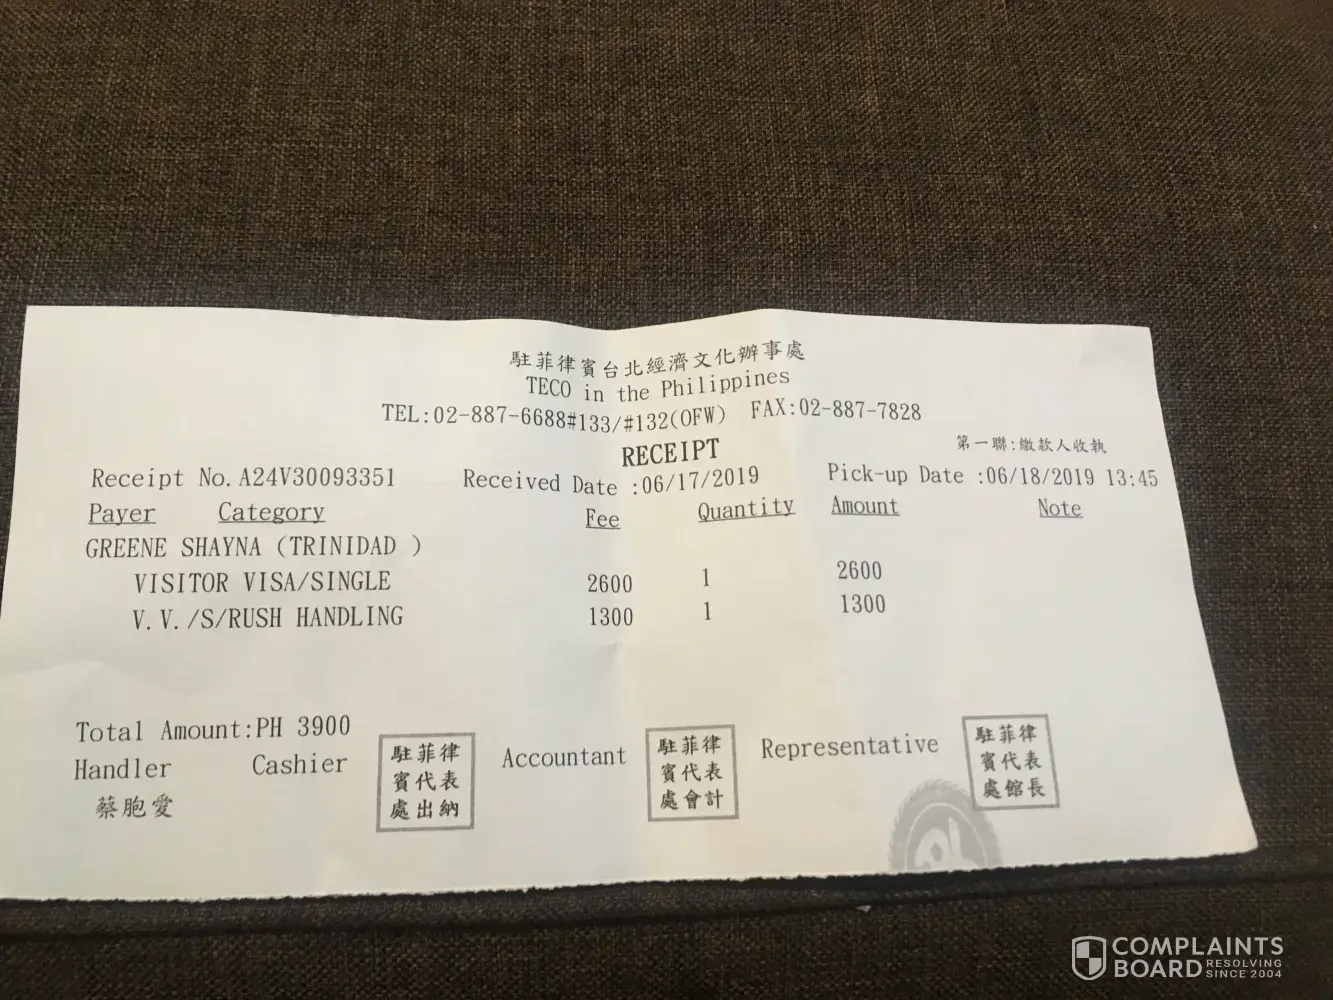 駐菲律賓台北經濟文化辦事處
TECO in the Philippines
TEL:02-887-6688#133/#132(OFW) FAX:02-887-7828
RECEIPT
第一聯:繳款人收執
Receipt No. A24V30093351 Received Date :06/17/2019 Pick-up Date :06/18/2019 13:45
Payer Category Fee Quantity Amount Note
GREENE SHAYNA (TRINIDAD )
VISITOR VISA/SINGLE 2600 1 2600
V.V./S/RUSH HANDLING 1300 1 1300
Total Amount:PH 3900
Handler Cashier Accountant Representative
蔡胞愛
駐菲律
賓代表
處出納
駐菲律
賓代表
處會計
駐菲律
賓代表
處館長
COMPLAINTS
BOARD RESOLVING SINCE 2004